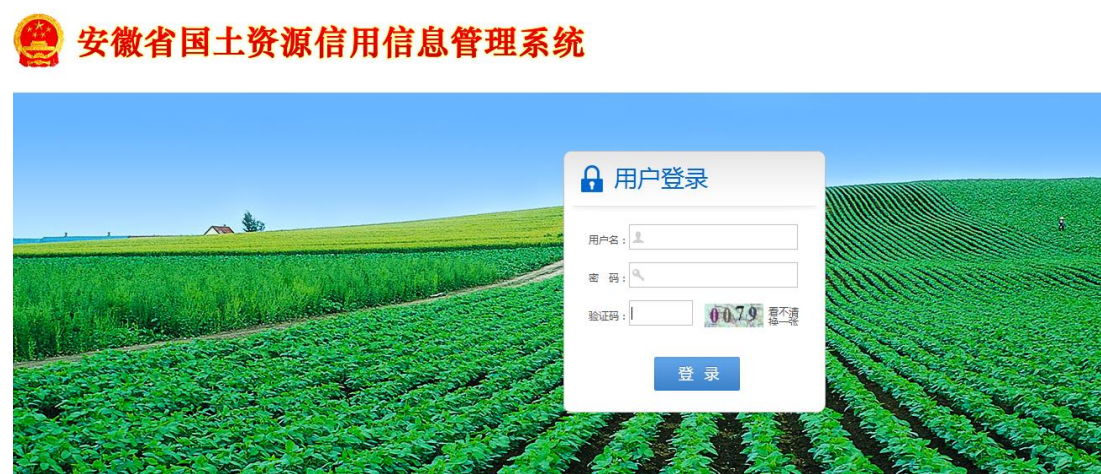 安徽省国土资源信用信息管理系统
用户登录
用户名：
密 码：
验证码： 0079 看不清
换一张
登 录